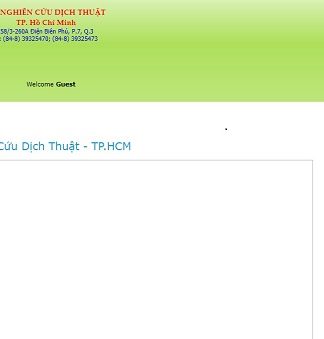 NGHIÊN CỨU DỊCH THUẬT
TP. Hồ Chí Minh
58/3-260A Điện Biên Phủ, P.7, Q.3
(84-8) 39325470; (84-8) 39325473
Welcome Guest
Cứu Dịch Thuật - TP.HCM